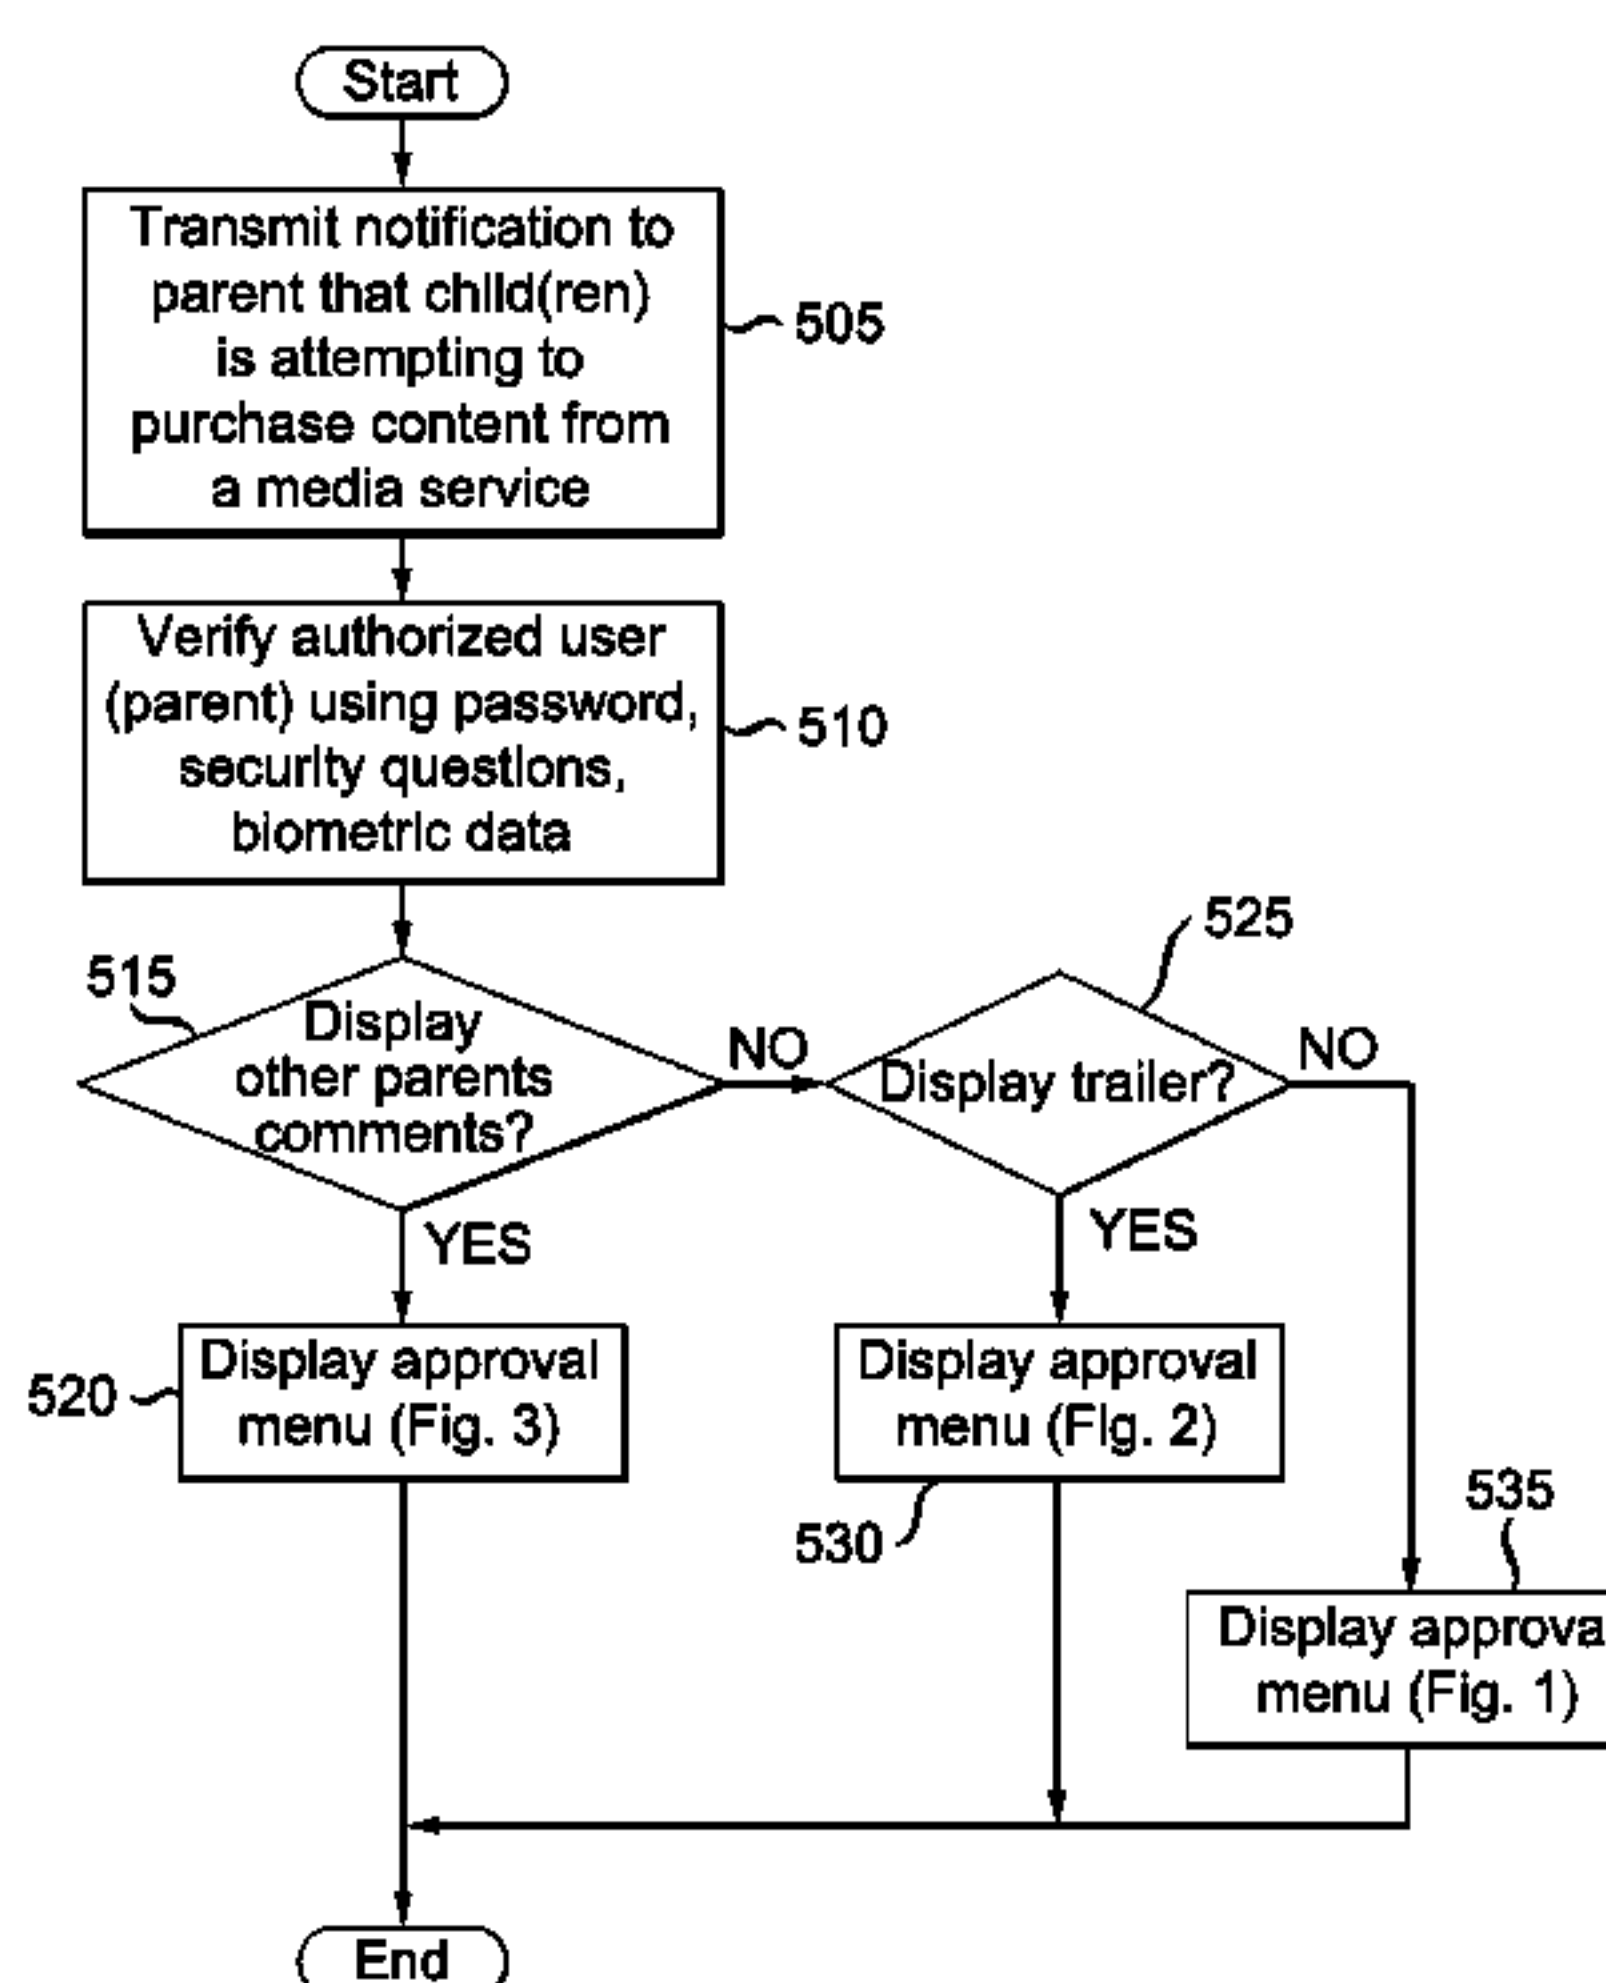 Start
Transmit notification to
parent that child(ren)
is attempting to
purchase content from
a media service
505
Verify authorized user
(parent) using password,
security questions,
biometric data
510
515
Display
other parents
comments?
NO
YES
525
Display trailer?
NO
YES
520
Display approval
menu (Fig. 3)
Display approval
menu (Fig. 2)
530
535
Display approva
menu (Fig. 1)
End